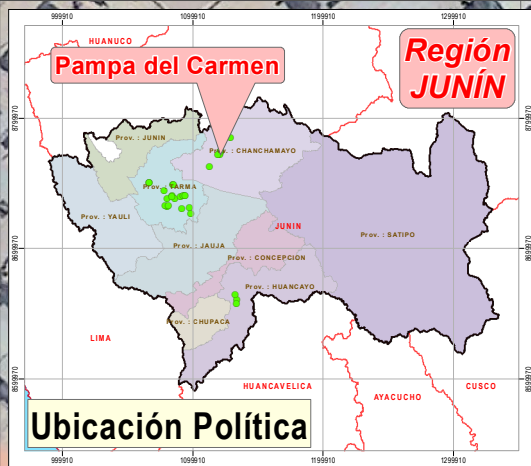 999910 1099910 1199910 1299910
HUANUCO
Pampa del Carmen
Región
JUNÍN
8799970 8799970
Prov. : JUNIN
Prov. : CHANCHAMAYO
Prov. : TARMA
Prov. : YAULI
JUNIN
Prov. : SATIPO
Prov. : JAUJA
8699970 8699970
Prov. : CONCEPCIÓN
Prov. : HUANCAYO
Prov. : CHUPACA
LIMA
8599970 8599970
HUANCAVELICA
CUSCO
AYACUCHO
Ubicación Política
999910 1099910 1199910 1299910